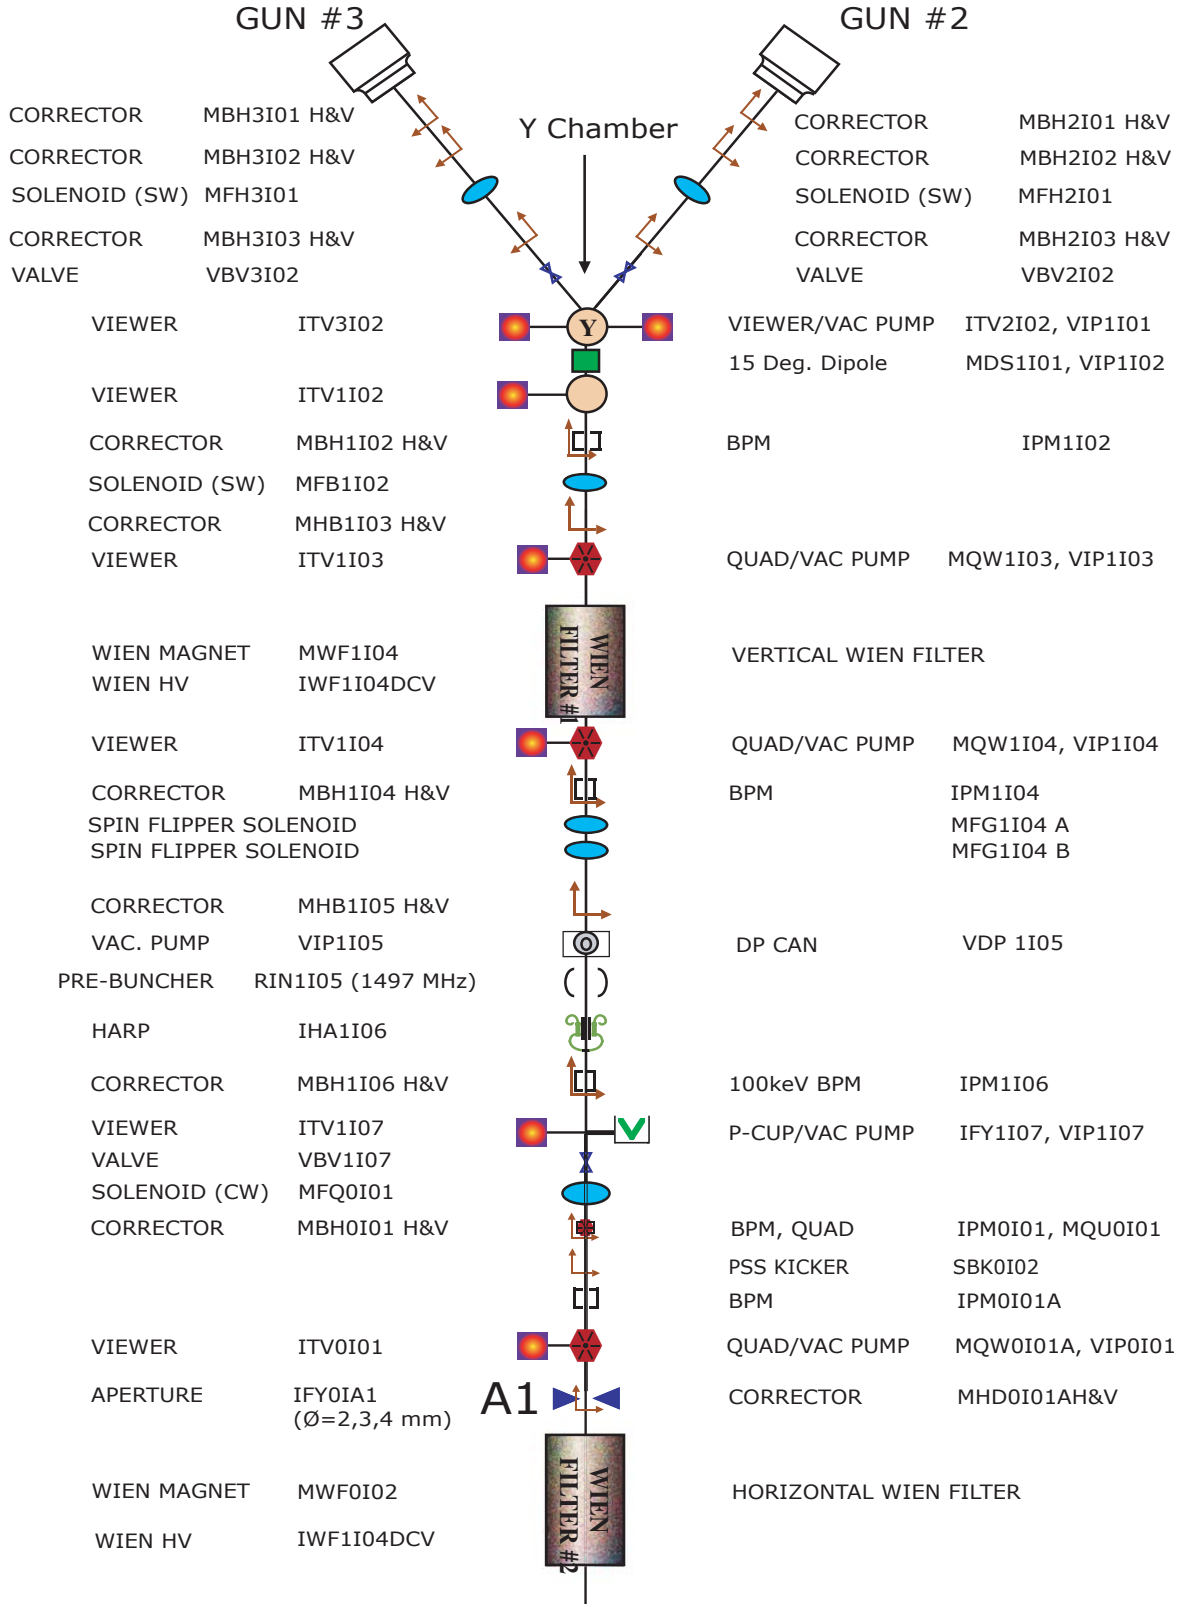 GUN #3 GUN #2
Y Chamber
CORRECTOR MBH3I01 H&V CORRECTOR MBH2I01 H&V
CORRECTOR MBH3I02 H&V CORRECTOR MBH2I02 H&V
SOLENOID (SW) MFH3I01 SOLENOID (SW) MFH2I01
CORRECTOR MBH3I03 H&V CORRECTOR MBH2I03 H&V
VALVE VBV3I02 VALVE VBV2I02
VIEWER ITV3I02 Y VIEWER/VAC PUMP ITV2I02, VIP1I01
15 Deg. Dipole MDS1I01, VIP1I02
VIEWER ITV1I02
CORRECTOR MBH1I02 H&V BPM IPM1I02
SOLENOID (SW) MFB1I02
CORRECTOR MHB1I03 H&V
VIEWER ITV1I03 QUAD/VAC PUMP MQW1I03, VIP1I03
WIEN
FILTER #1
WIEN MAGNET MWF1I04 VERTICAL WIEN FILTER
WIEN HV IWF1I04DCV
VIEWER ITV1I04 QUAD/VAC PUMP MQW1I04, VIP1I04
CORRECTOR MBH1I04 H&V BPM IPM1I04
SPIN FLIPPER SOLENOID MFG1I04 A
SPIN FLIPPER SOLENOID MFG1I04 B
CORRECTOR MHB1I05 H&V
VAC. PUMP VIP1I05 DP CAN VDP 1I05
PRE-BUNCHER RIN1I05 (1497 MHz)
HARP IHA1I06
CORRECTOR MBH1I06 H&V 100keV BPM IPM1I06
VIEWER ITV1I07 P-CUP/VAC PUMP IFY1I07, VIP1I07
VALVE VBV1I07
SOLENOID (CW) MFQ0I01
CORRECTOR MBH0I01 H&V BPM, QUAD IPM0I01, MQU0I01
PSS KICKER SBK0I02
BPM IPM0I01A
VIEWER ITV0I01 QUAD/VAC PUMP MQW0I01A, VIP0I01
APERTURE IFY0IA1 A1 CORRECTOR MHD0I01AH&V
(Ø=2,3,4 mm)
WIEN
FILTER #2
WIEN MAGNET MWF0I02 HORIZONTAL WIEN FILTER
WIEN HV IWF1I04DCV